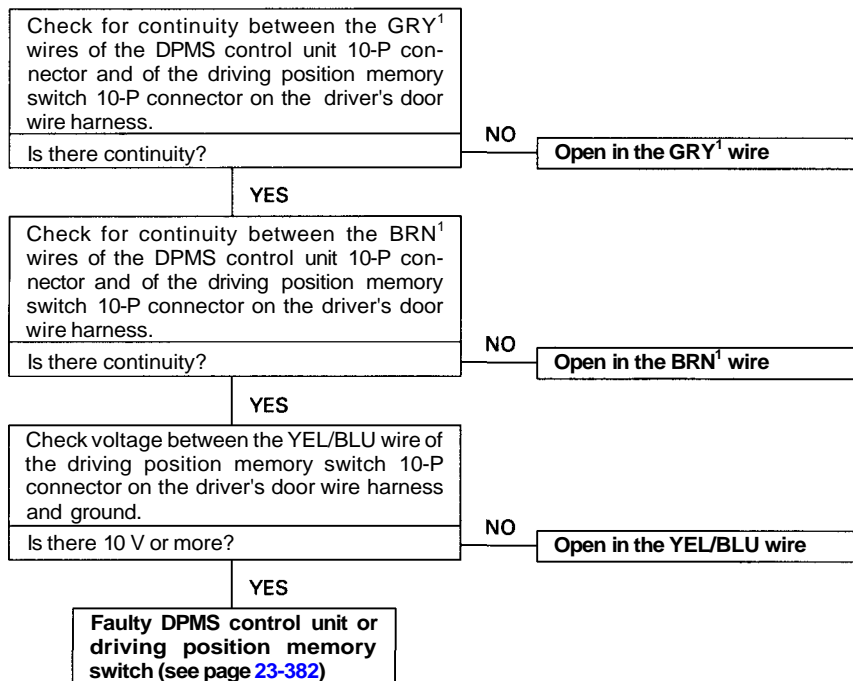 Check for continuity between the GRY¹
wires of the DPMS control unit 10-P con-
nector and of the driving position memory
switch 10-P connector on the driver's door
wire harness.
Is there continuity?
NO
Open in the GRY¹ wire
YES
Check for continuity between the BRN¹
wires of the DPMS control unit 10-P con-
nector and of the driving position memory
switch 10-P connector on the driver's door
wire harness.
Is there continuity?
NO
Open in the BRN¹ wire
YES
Check voltage between the YEL/BLU wire of
the driving position memory switch 10-P
connector on the driver's door wire harness
and ground.
Is there 10 V or more?
NO
Open in the YEL/BLU wire
YES
Faulty DPMS control unit or
driving position memory
switch (see page 23-382)